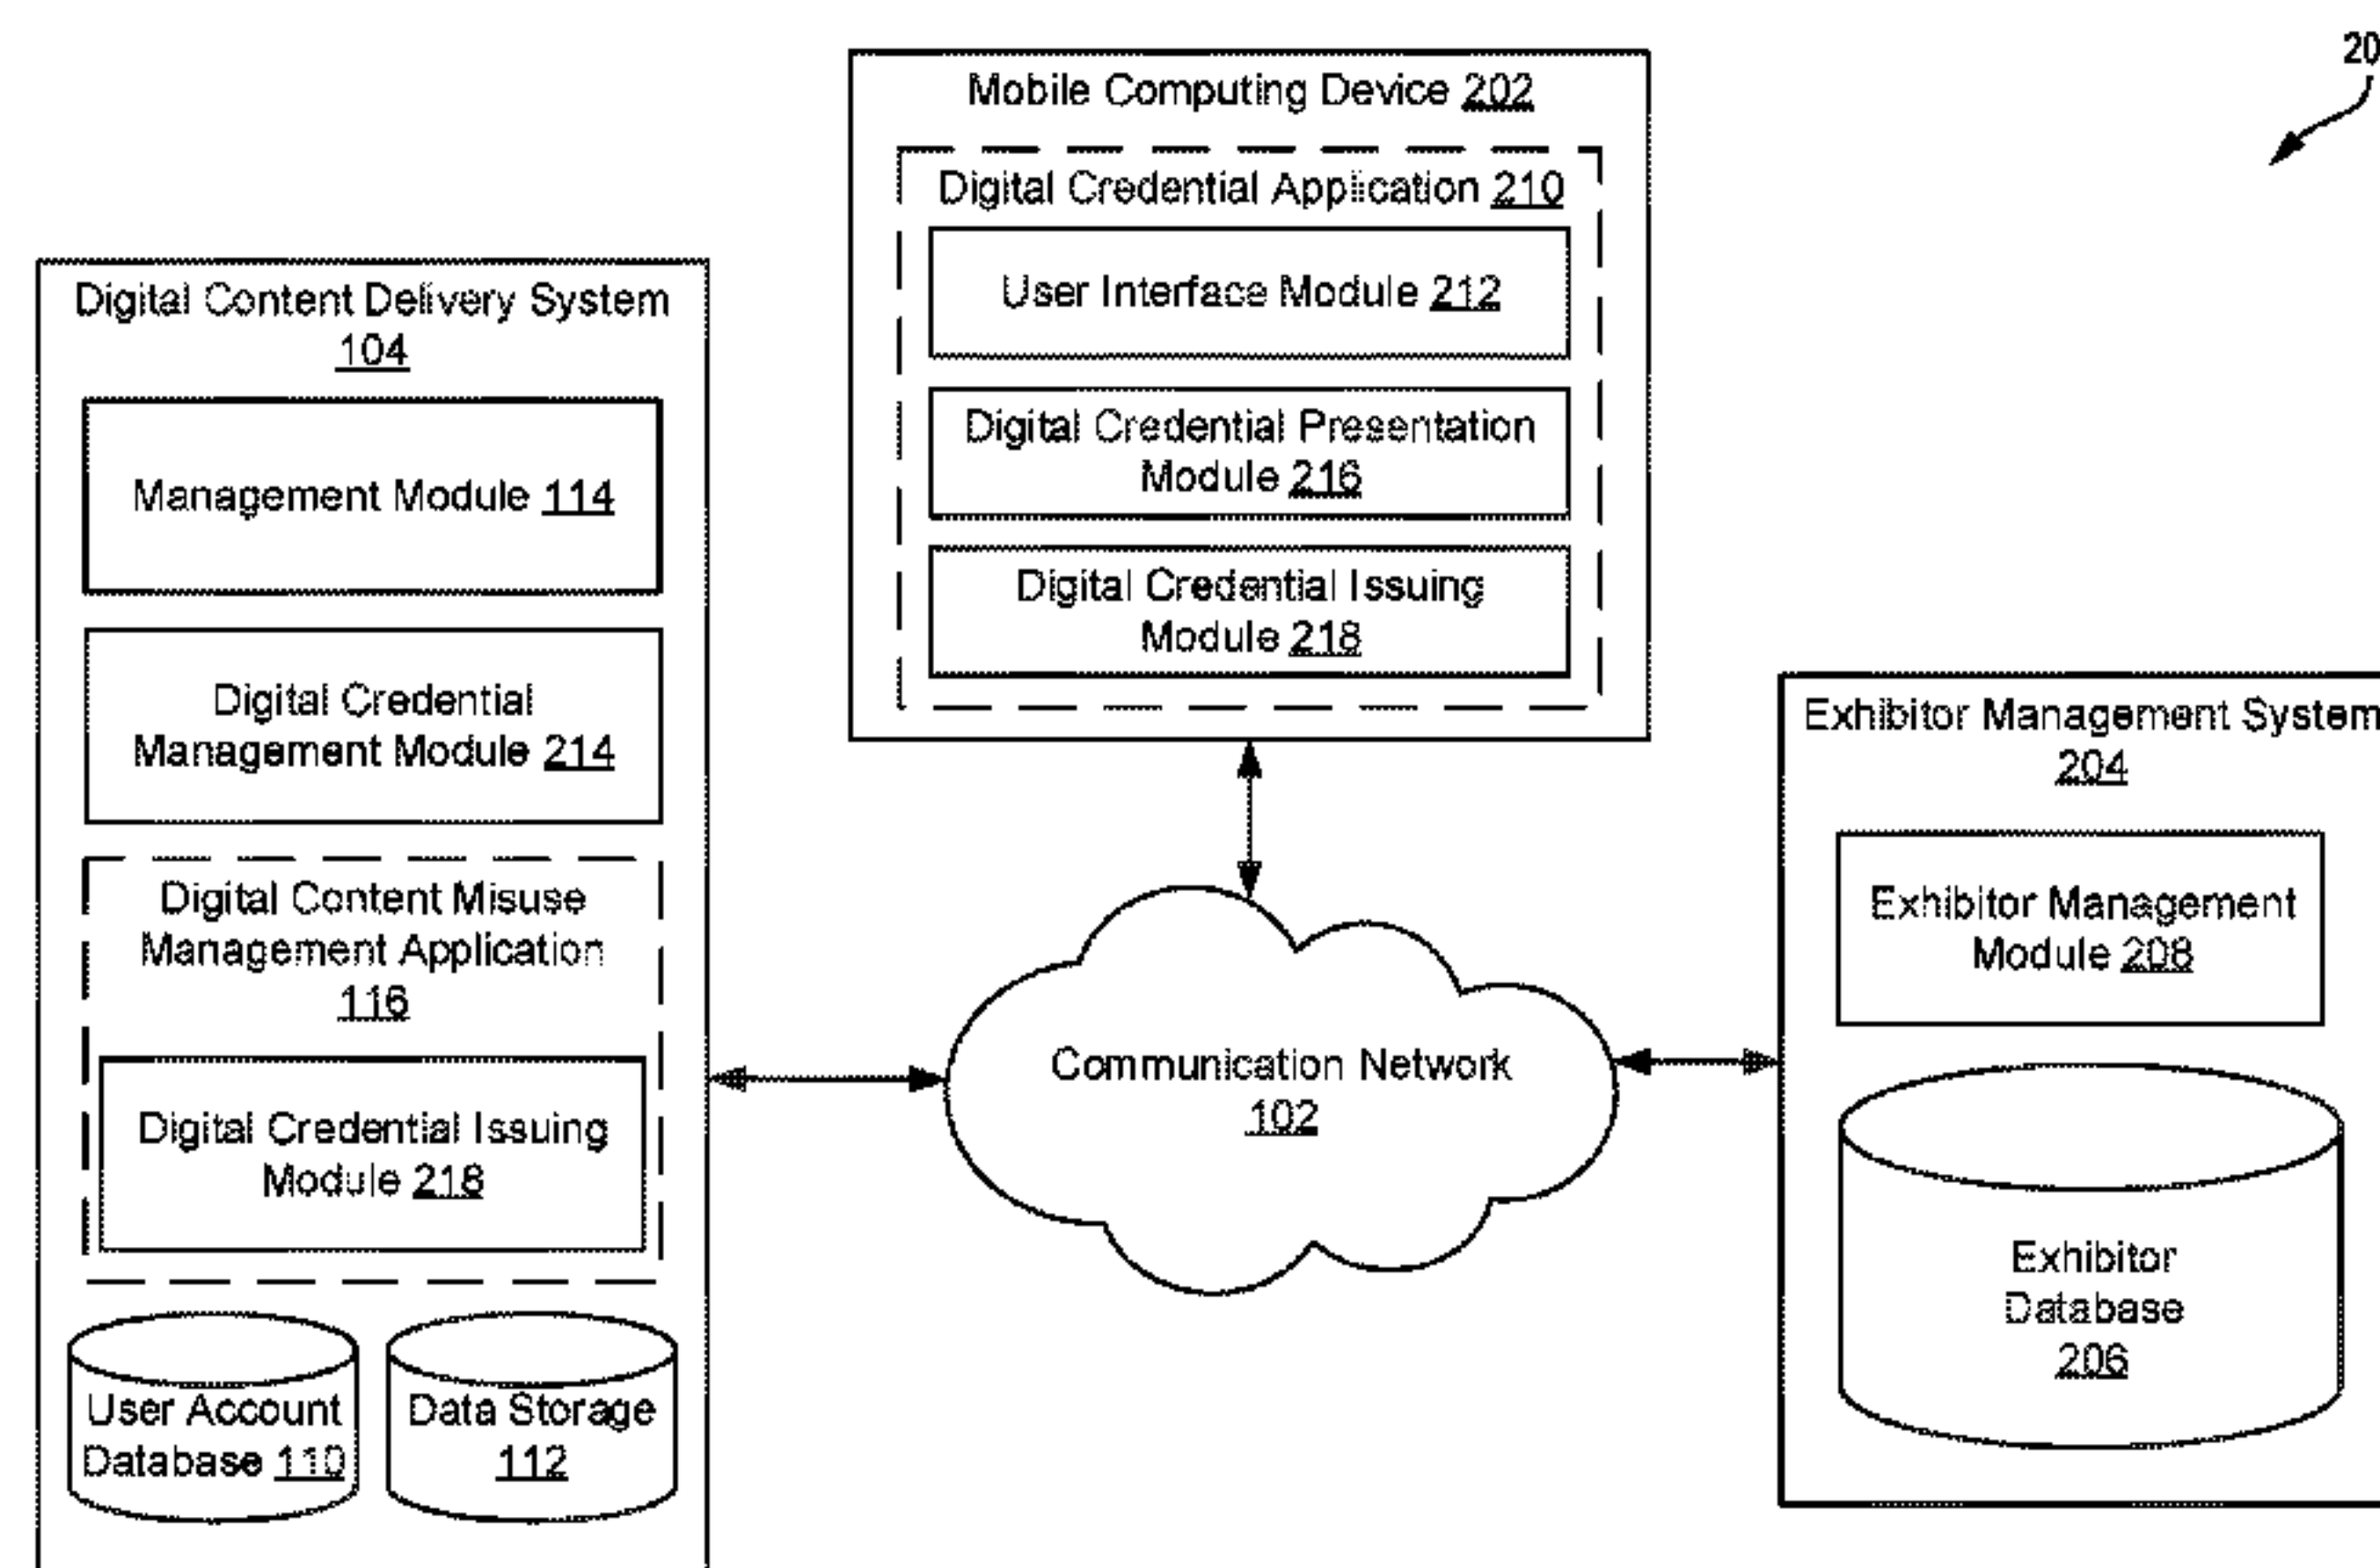 20
Mobile Computing Device 202
Digital Credential Application 210
User Interface Module 212
Digital Credential Presentation
Module 216
Digital Credential Issuing
Module 218
Digital Content Delivery System
104
Management Module 114
Digital Credential
Management Module 214
Digital Content Misuse
Management Application
116
Digital Credential Issuing
Module 218
User Account
Database 110
Data Storage
112
Communication Network
102
Exhibitor Management System
204
Exhibitor Management
Module 208
Exhibitor
Database
206